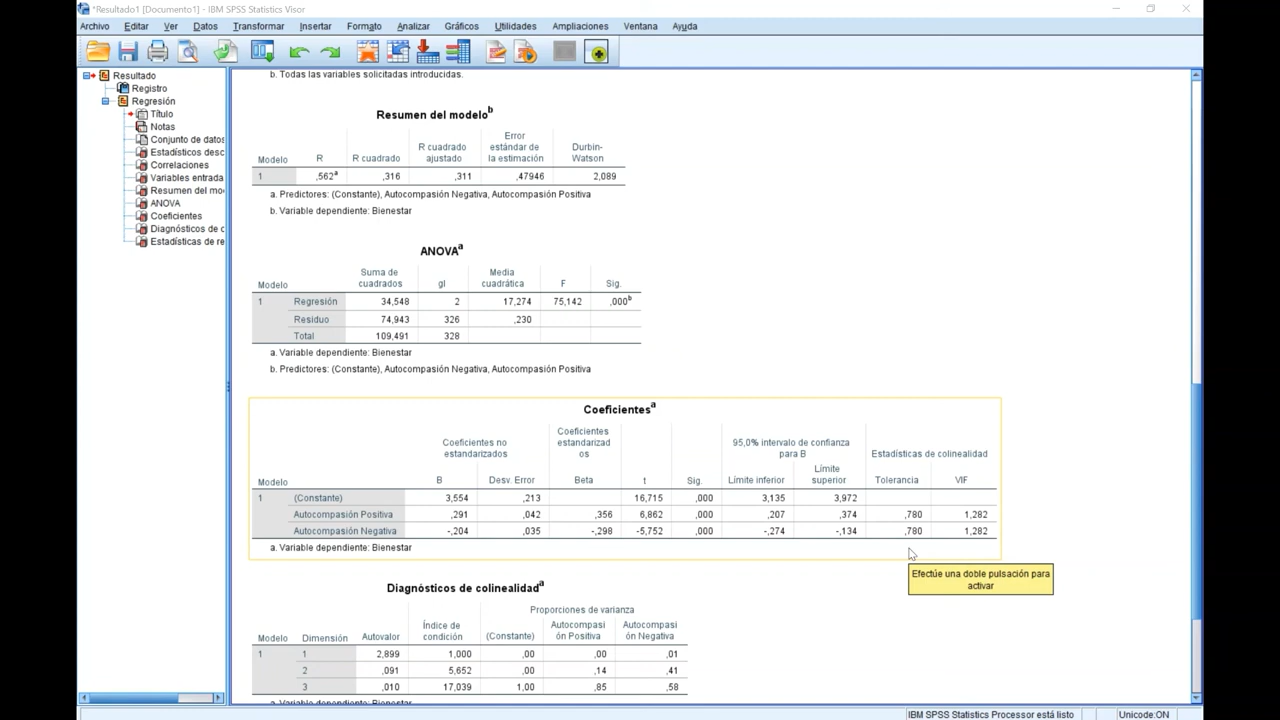 *Resultado1 [Documento1] - IBM SPSS Statistics Visor
Archivo Editar Ver Datos Transformar Insertar Formato Analizar Gráficos Utilidades Ampliaciones Ventana Ayuda
Resultado
Registro
Regresión
Título
Notas
Conjunto de datos
Estadísticos desc
Correlaciones
Variables entrada
Resumen del mo
ANOVA
Coeficientes
Diagnósticos de c
Estadísticas de re
b. Todas las variables solicitadas introducidas.
Resumen del modelo b
Modelo R R cuadrado R cuadrado ajustado Error estándar de la estimación Durbin-Watson
1 ,562a ,316 ,311 ,47946 2,089
a. Predictores: (Constante), Autocompasión Negativa, Autocompasión Positiva
b. Variable dependiente: Bienestar
ANOVA a
Modelo Suma de cuadrados gl Media cuadrática F Sig.
1 Regresión 34,548 2 17,274 75,142 ,000b
Residuo 74,943 326 ,230
Total 109,491 328
a. Variable dependiente: Bienestar
b. Predictores: (Constante), Autocompasión Negativa, Autocompasión Positiva
Coeficientes a
Coeficientes no estandarizados Coeficientes estandarizad os 95,0% intervalo de confianza para B Estadísticas de colinealidad
Modelo B Desv. Error Beta t Sig. Límite inferior Límite superior Tolerancia VIF
1 (Constante) 3,554 ,213 16,715 ,000 3,135 3,972
Autocompasión Positiva ,291 ,042 ,356 6,862 ,000 ,207 ,374 ,780 1,282
Autocompasión Negativa -,204 ,035 -,298 -5,752 ,000 -,274 -,134 ,780 1,282
a. Variable dependiente: Bienestar
Efectúe una doble pulsación para
activar
Diagnósticos de colinealidad a
Proporciones de varianza
Modelo Dimensión Autovalor Índice de condición (Constante) Autocompasi ón Positiva Autocompasi ón Negativa
1 1 2,899 1,000 ,00 ,00 ,01
2 ,091 5,652 ,00 ,14 ,41
3 ,010 17,039 1,00 ,85 ,58
a. Variable dependiente: Bienestar
IBM SPSS Statistics Processor está listo Unicode:ON